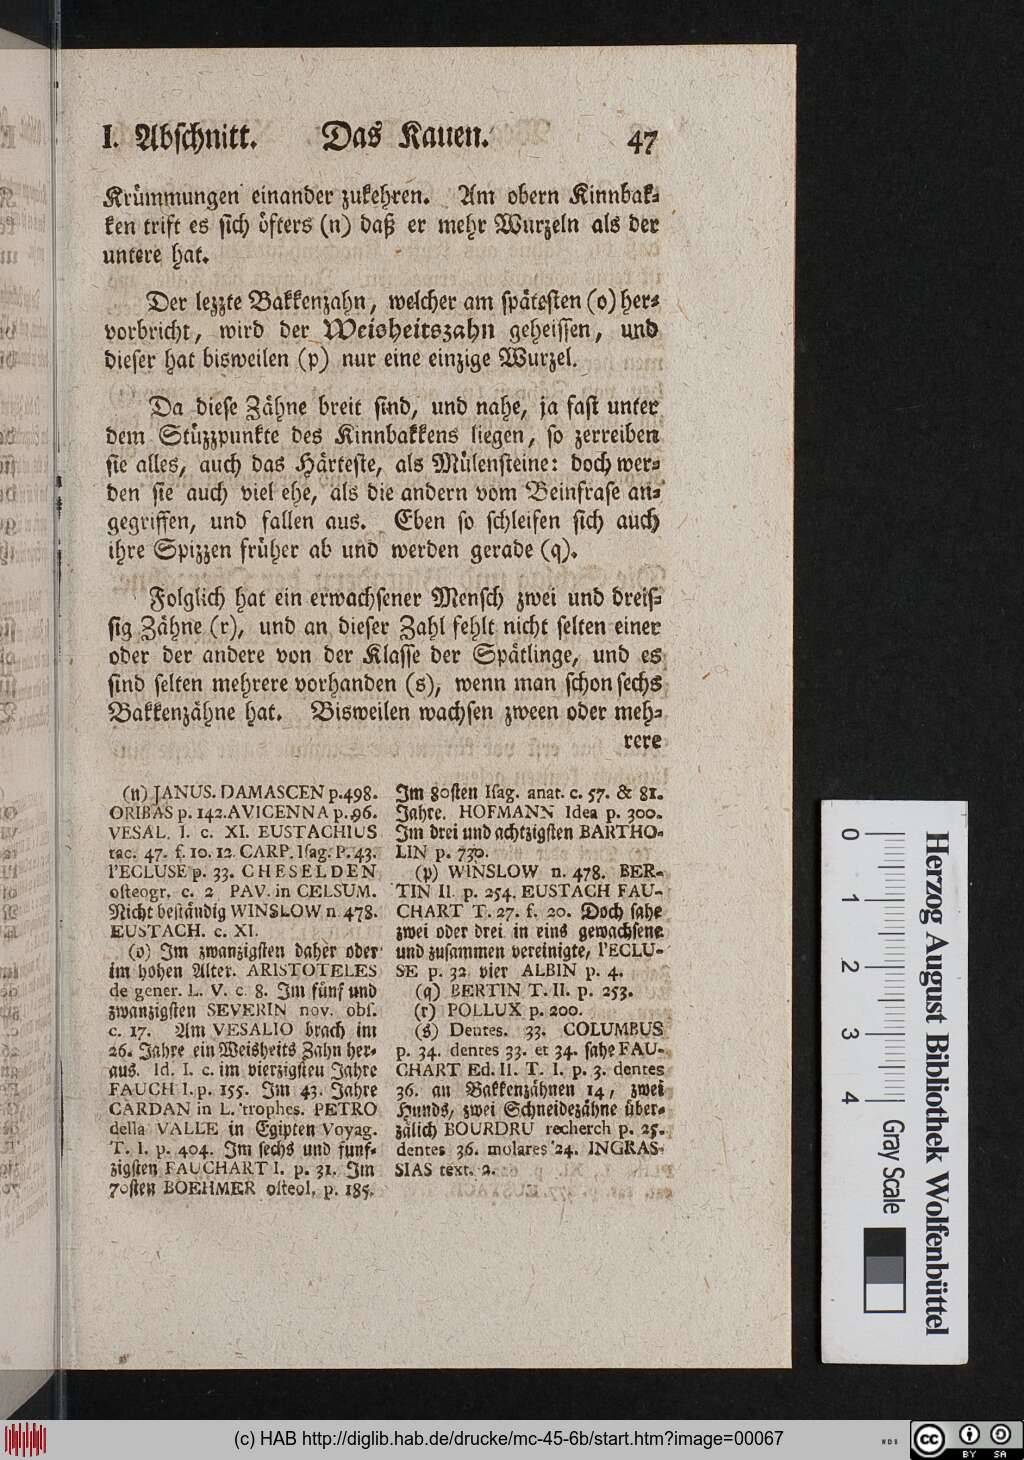 I. Abschnitt. Das Kauen. 47
Krümmungen einander zukehren. Am obern Kinnbak-
ken trift es sich öfters (n) daß er mehr Wurzeln als der
untere hat.
Der lezzte Bakkenzahn, welcher am spätesten (o) her-
vorbricht, wird der Weisheitszahn geheissen, und
dieser hat bisweilen (p) nur eine einzige Wurzel.
Da diese Zähne breit sind, und nahe, ja fast unter
dem Stüzzpunkte des Kinnbakkens liegen, so zerreiben
sie alles, auch das Härteste, als Mülensteine: doch wer-
den sie auch viel ehe, als die andern vom Beinfrase an-
gegriffen, und fallen aus. Eben so schleifen sich auch
ihre Spizzen früher ab und werden gerade (q).
Folglich hat ein erwachsener Mensch zwei und dreis-
sig Zähne (r), und an dieser Zahl fehlt nicht selten einer
oder der andere von der Klasse der Spätlinge, und es
sind selten mehrere vorhanden (s), wenn man schon sechs
Bakkenzähne hat. Bisweilen wachsen zween oder meh-
rere
(n) JANUS. DAMASCEN p.498.
ORIBAS p. 142. AVICENNA p. 96.
VESAL. I. c. XI. EUSTACHIUS
tac. 47. f. 10. 12. CARP. Isag. P. 43.
l'ECLUSE p. 33. CHESELDEN
osteogr. c. 2 PAV. in CELSUM.
Nicht beständig WINSLOW n. 478.
EUSTACH. c. XI.
(o) Im zwanzigsten daher oder
im hohen Alter. ARISTOTELES
de gener. L. V. c. 8. Im fünf und
zwanzigsten SEVERIN nov. obs.
c. 17. Am VESALIO brach im
26. Jahre ein Weisheits Zahn her-
aus. Id. I. c. im vierzigsten Jahre
FAUCH I. p. 155. Im 43. Jahre
CARDAN in L. 'trophes. PETRO
della VALLE in Egipten Voyag.
T. I. p. 404. Im sechs und funf-
zigsten FAUCHART I. p. 31. Im
70sten BOEHMER osteol. p. 185.
Im 80sten Isag. anat. c. 57. & 81.
Jahre. HOFMANN Idea p. 300.
Im drei und achtzigsten BARTHO-
LIN p. 730.
(p) WINSLOW n. 478. BER-
TIN II. p. 254. EUSTACH FAU-
CHART T. 27. f. 20. Doch sahe
zwei oder drei in eins gewachsene
und zusammen vereinigte, l'ECLU-
SE p. 32 vier ALBIN p. 4.
(q) BERTIN T. II. p. 253.
(r) POLLUX p. 200.
(s) Dentes. 33. COLUMBUS
p. 34. dentes 33. et 34. sahe FAU-
CHART Ed. II. T. I. p. 3. dentes
36. an Bakkenzähnen 14, zwei
Hunds, zwei Schneidezähne über-
zälich BOURDRU recherch p. 25.
dentes 36. molares 24. INGRAS-
SIAS text. 2.
0 1 2 3 4 Gray Scale
Herzog August Bibliothek Wolfenbüttel
(c) HAB http://diglib.hab.de/drucke/mc-45-6b/start.htm?image=00067
cc BY SA